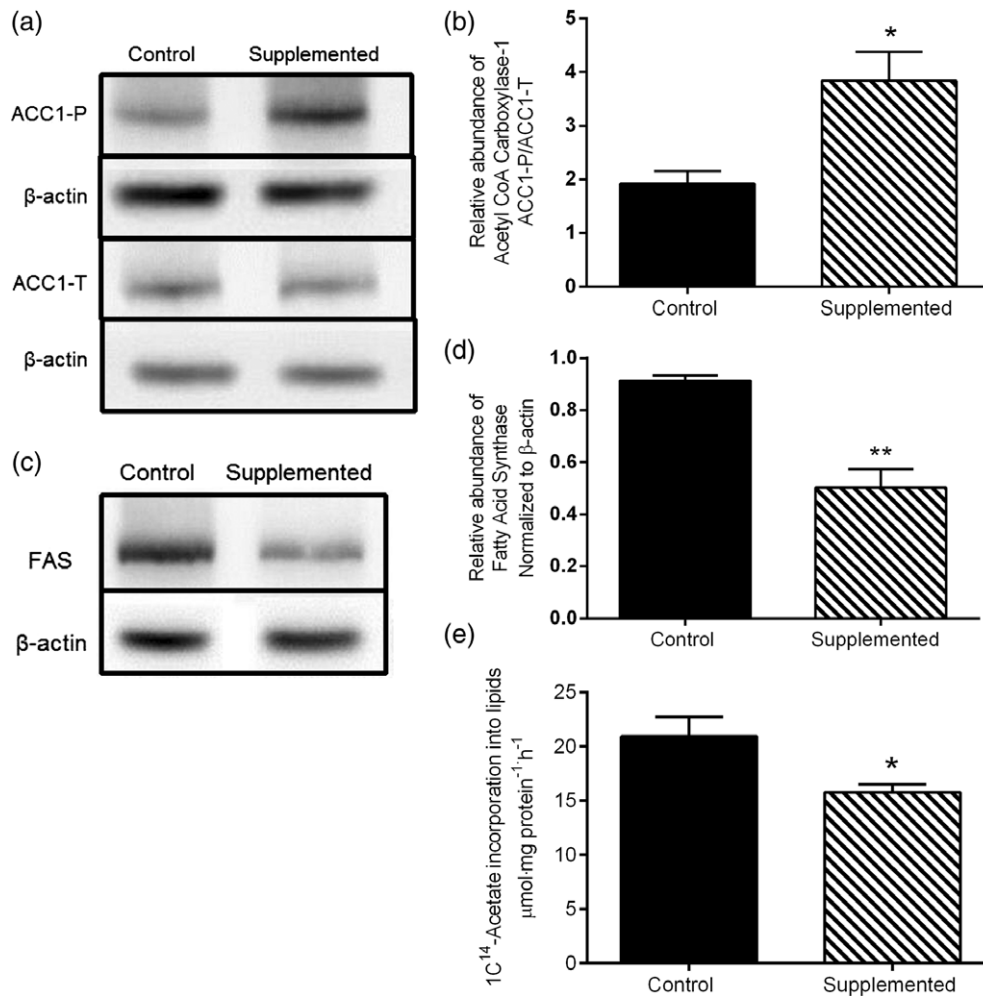 (a)
Control Supplemented
ACC1-P
β-actin
ACC1-T
β-actin
(b)
Relative abundance of
Acetyl CoA Carboxylase-1
ACC1-P/ACC1-T
6
4
2
0
*
Control Supplemented
(c)
Control Supplemented
FAS
β-actin
(d)
Relative abundance of
Fatty Acid Synthase
Normalized to β-actin
1.0
0.8
0.6
0.4
0.2
0.0
**
Control Supplemented
(e)
1C¹⁴-Acetate incorporation into lipids
µmol·mg protein⁻¹·h⁻¹
25
20
15
10
5
0
*
Control Supplemented